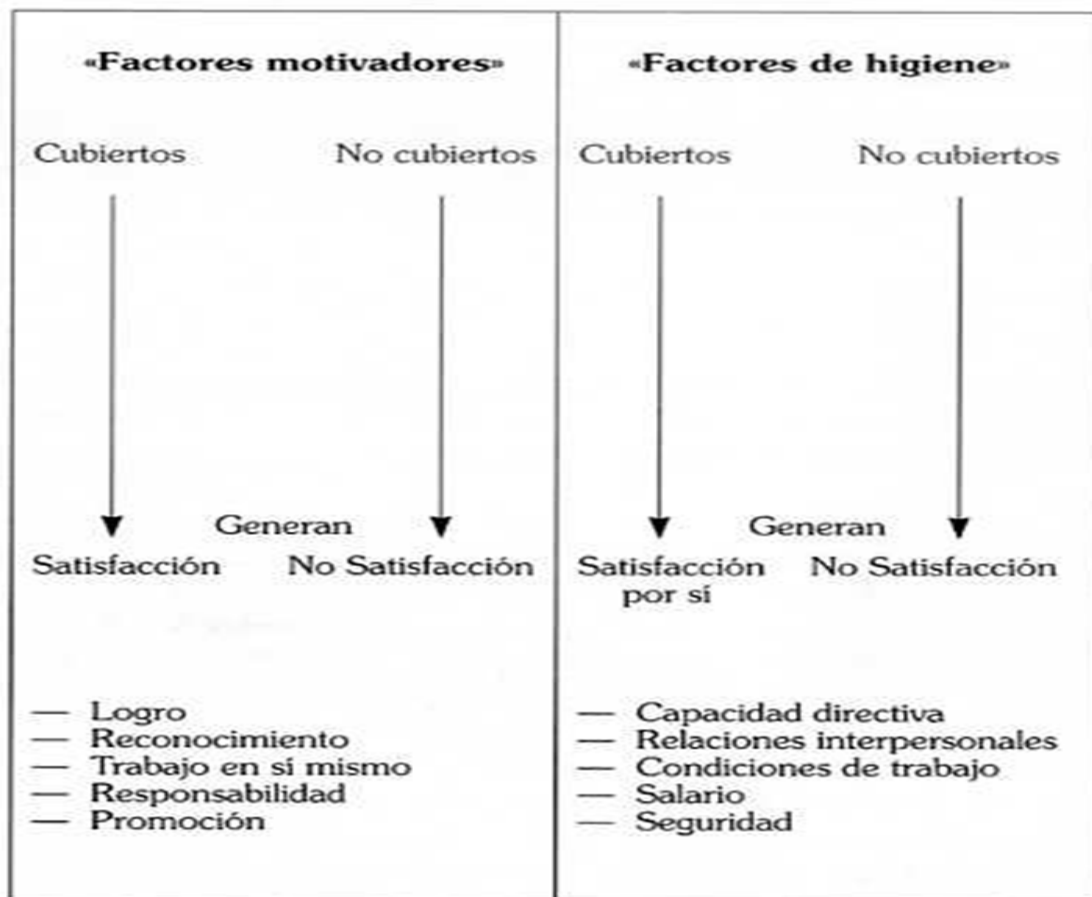 «Factores motivadores»
Cubiertos No cubiertos
Generan
Satisfacción No Satisfacción
— Logro
— Reconocimiento
— Trabajo en sí mismo
— Responsabilidad
— Promoción
«Factores de higiene»
Cubiertos No cubiertos
Generan
Satisfacción No Satisfacción
por sí
— Capacidad directiva
— Relaciones interpersonales
— Condiciones de trabajo
— Salario
— Seguridad